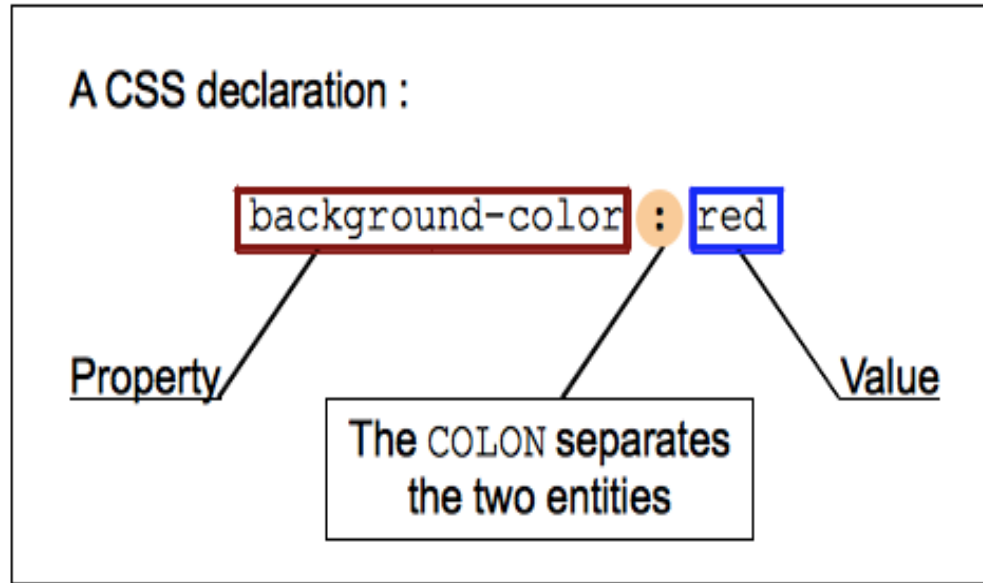 A CSS declaration :
background-color : red
Property
Value
The COLON separates
the two entities